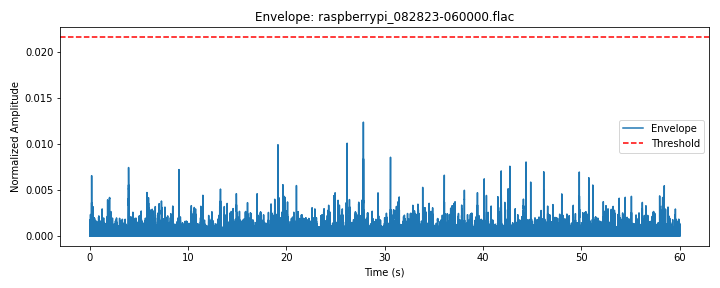 Envelope: raspberrypi_082823-060000.flac
Normalized Amplitude
0.020
0.015
0.010
0.005
0.000
Envelope
Threshold
0
10
20
30
40
50
60
Time (s)